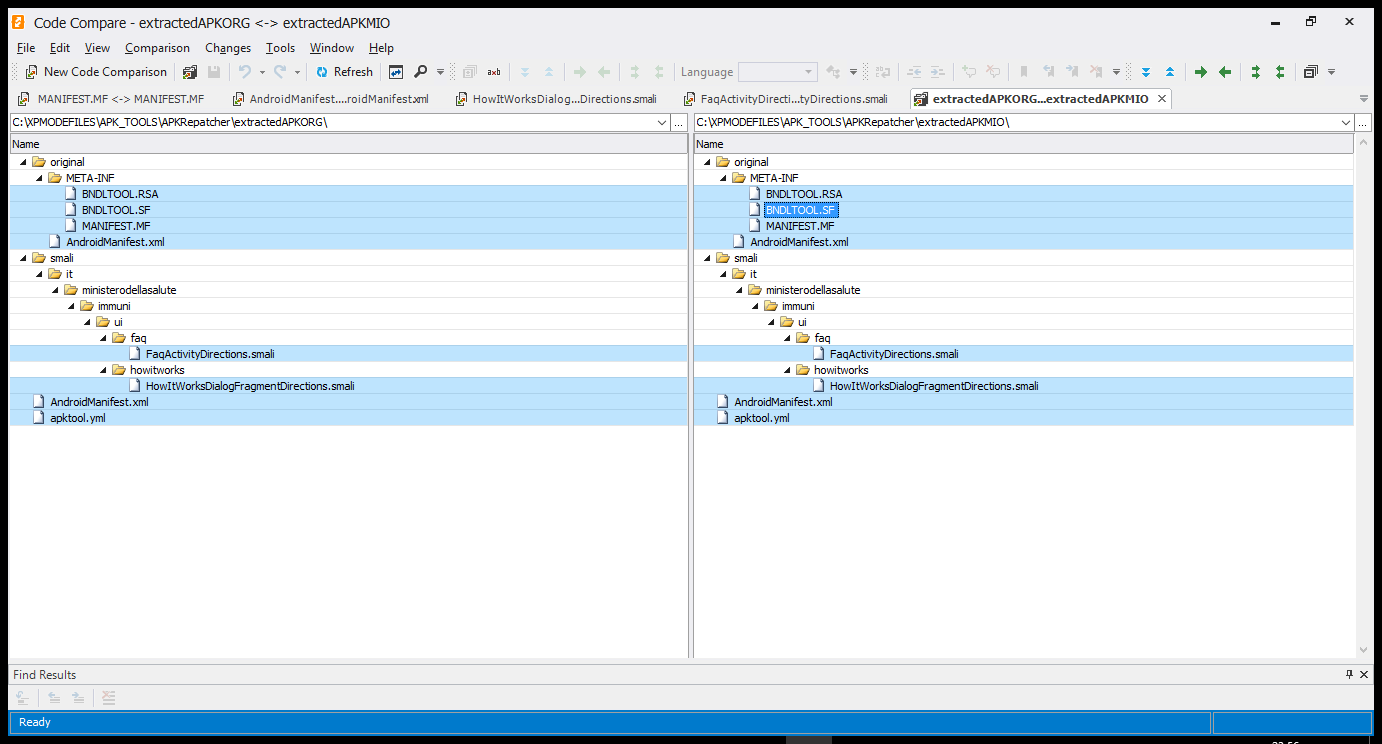 Code Compare - extractedAPKORG <-> extractedAPKMIO
File Edit View Comparison Changes Tools Window Help
New Code Comparison Refresh Language
MANIFEST.MF <-> MANIFEST.MF AndroidManifest....roidManifest.xml HowItWorksDialog...Directions.smali FaqActivityDirecti...tyDirections.smali extractedAPKORG...extractedAPKMIO
C:\XPMODEFILES\APK_TOOLS\APKRepatcher\extractedAPKORG\ ... C:\XPMODEFILES\APK_TOOLS\APKRepatcher\extractedAPKMIO\ ...
Name Name
original original
META-INF META-INF
BNDLTOOL.RSA BNDLTOOL.RSA
BNDLTOOL.SF BNDLTOOL.SF
MANIFEST.MF MANIFEST.MF
AndroidManifest.xml AndroidManifest.xml
smali smali
it it
ministerodellasalute ministerodellasalute
immuni immuni
ui ui
faq faq
FaqActivityDirections.smali FaqActivityDirections.smali
howitworks howitworks
HowItWorksDialogFragmentDirections.smali HowItWorksDialogFragmentDirections.smali
AndroidManifest.xml AndroidManifest.xml
apktool.yml apktool.yml
Find Results
Ready